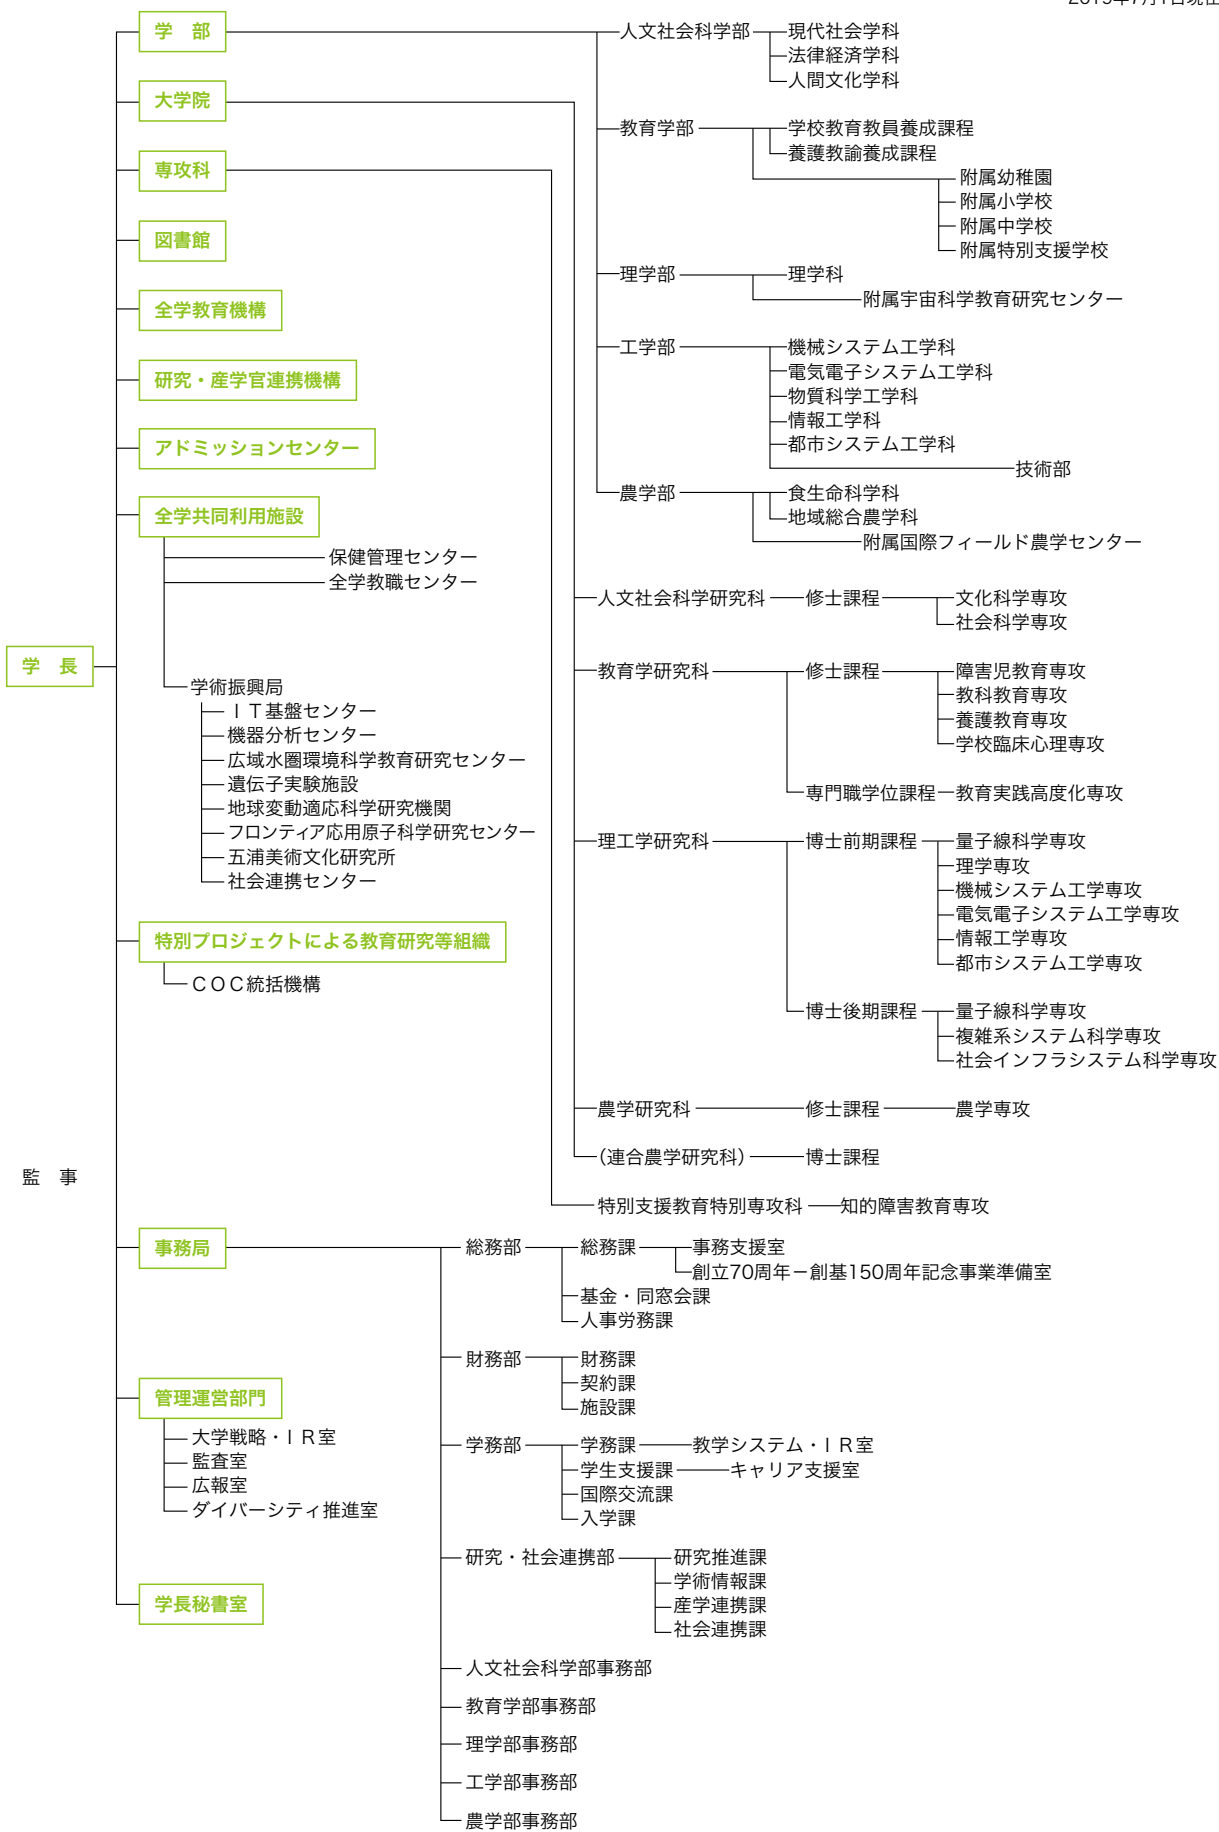 学　部
人文社会科学部
現代社会学科
法律経済学科
人間文化学科
大学院
教育学部
学校教育教員養成課程
養護教諭養成課程
専攻科
附属幼稚園
附属小学校
附属中学校
附属特別支援学校
図書館
理学部
理学科
附属宇宙科学教育研究センター
全学教育機構
工学部
機械システム工学科
電気電子システム工学科
物質科学工学科
情報工学科
都市システム工学科
技術部
研究・産学官連携機構
アドミッションセンター
農学部
食生命科学科
地域総合農学科
附属国際フィールド農学センター
全学共同利用施設
保健管理センター
全学教職センター
人文社会科学研究科
修士課程
文化科学専攻
社会科学専攻
学　長
教育学研究科
修士課程
障害児教育専攻
教科教育専攻
養護教育専攻
学校臨床心理専攻
専門職学位課程
教育実践高度化専攻
学術振興局
ＩＴ基盤センター
機器分析センター
広域水圏環境科学教育研究センター
遺伝子実験施設
地球変動適応科学研究機関
フロンティア応用原子科学研究センター
五浦美術文化研究所
社会連携センター
理工学研究科
博士前期課程
量子線科学専攻
理学専攻
機械システム工学専攻
電気電子システム工学専攻
情報工学専攻
都市システム工学専攻
特別プロジェクトによる教育研究等組織
ＣＯＣ統括機構
博士後期課程
量子線科学専攻
複雑系システム科学専攻
社会インフラシステム科学専攻
農学研究科
修士課程
農学専攻
(連合農学研究科)
博士課程
監　事
特別支援教育特別専攻科
知的障害教育専攻
事務局
総務部
総務課
事務支援室
創立70周年－創基150周年記念事業準備室
基金・同窓会課
人事労務課
財務部
財務課
契約課
施設課
管理運営部門
大学戦略・ＩＲ室
監査室
広報室
ダイバーシティ推進室
学務部
学務課
教学システム・ＩＲ室
学生支援課
キャリア支援室
国際交流課
入学課
研究・社会連携部
研究推進課
学術情報課
産学連携課
社会連携課
学長秘書室
人文社会科学部事務部
教育学部事務部
理学部事務部
工学部事務部
農学部事務部